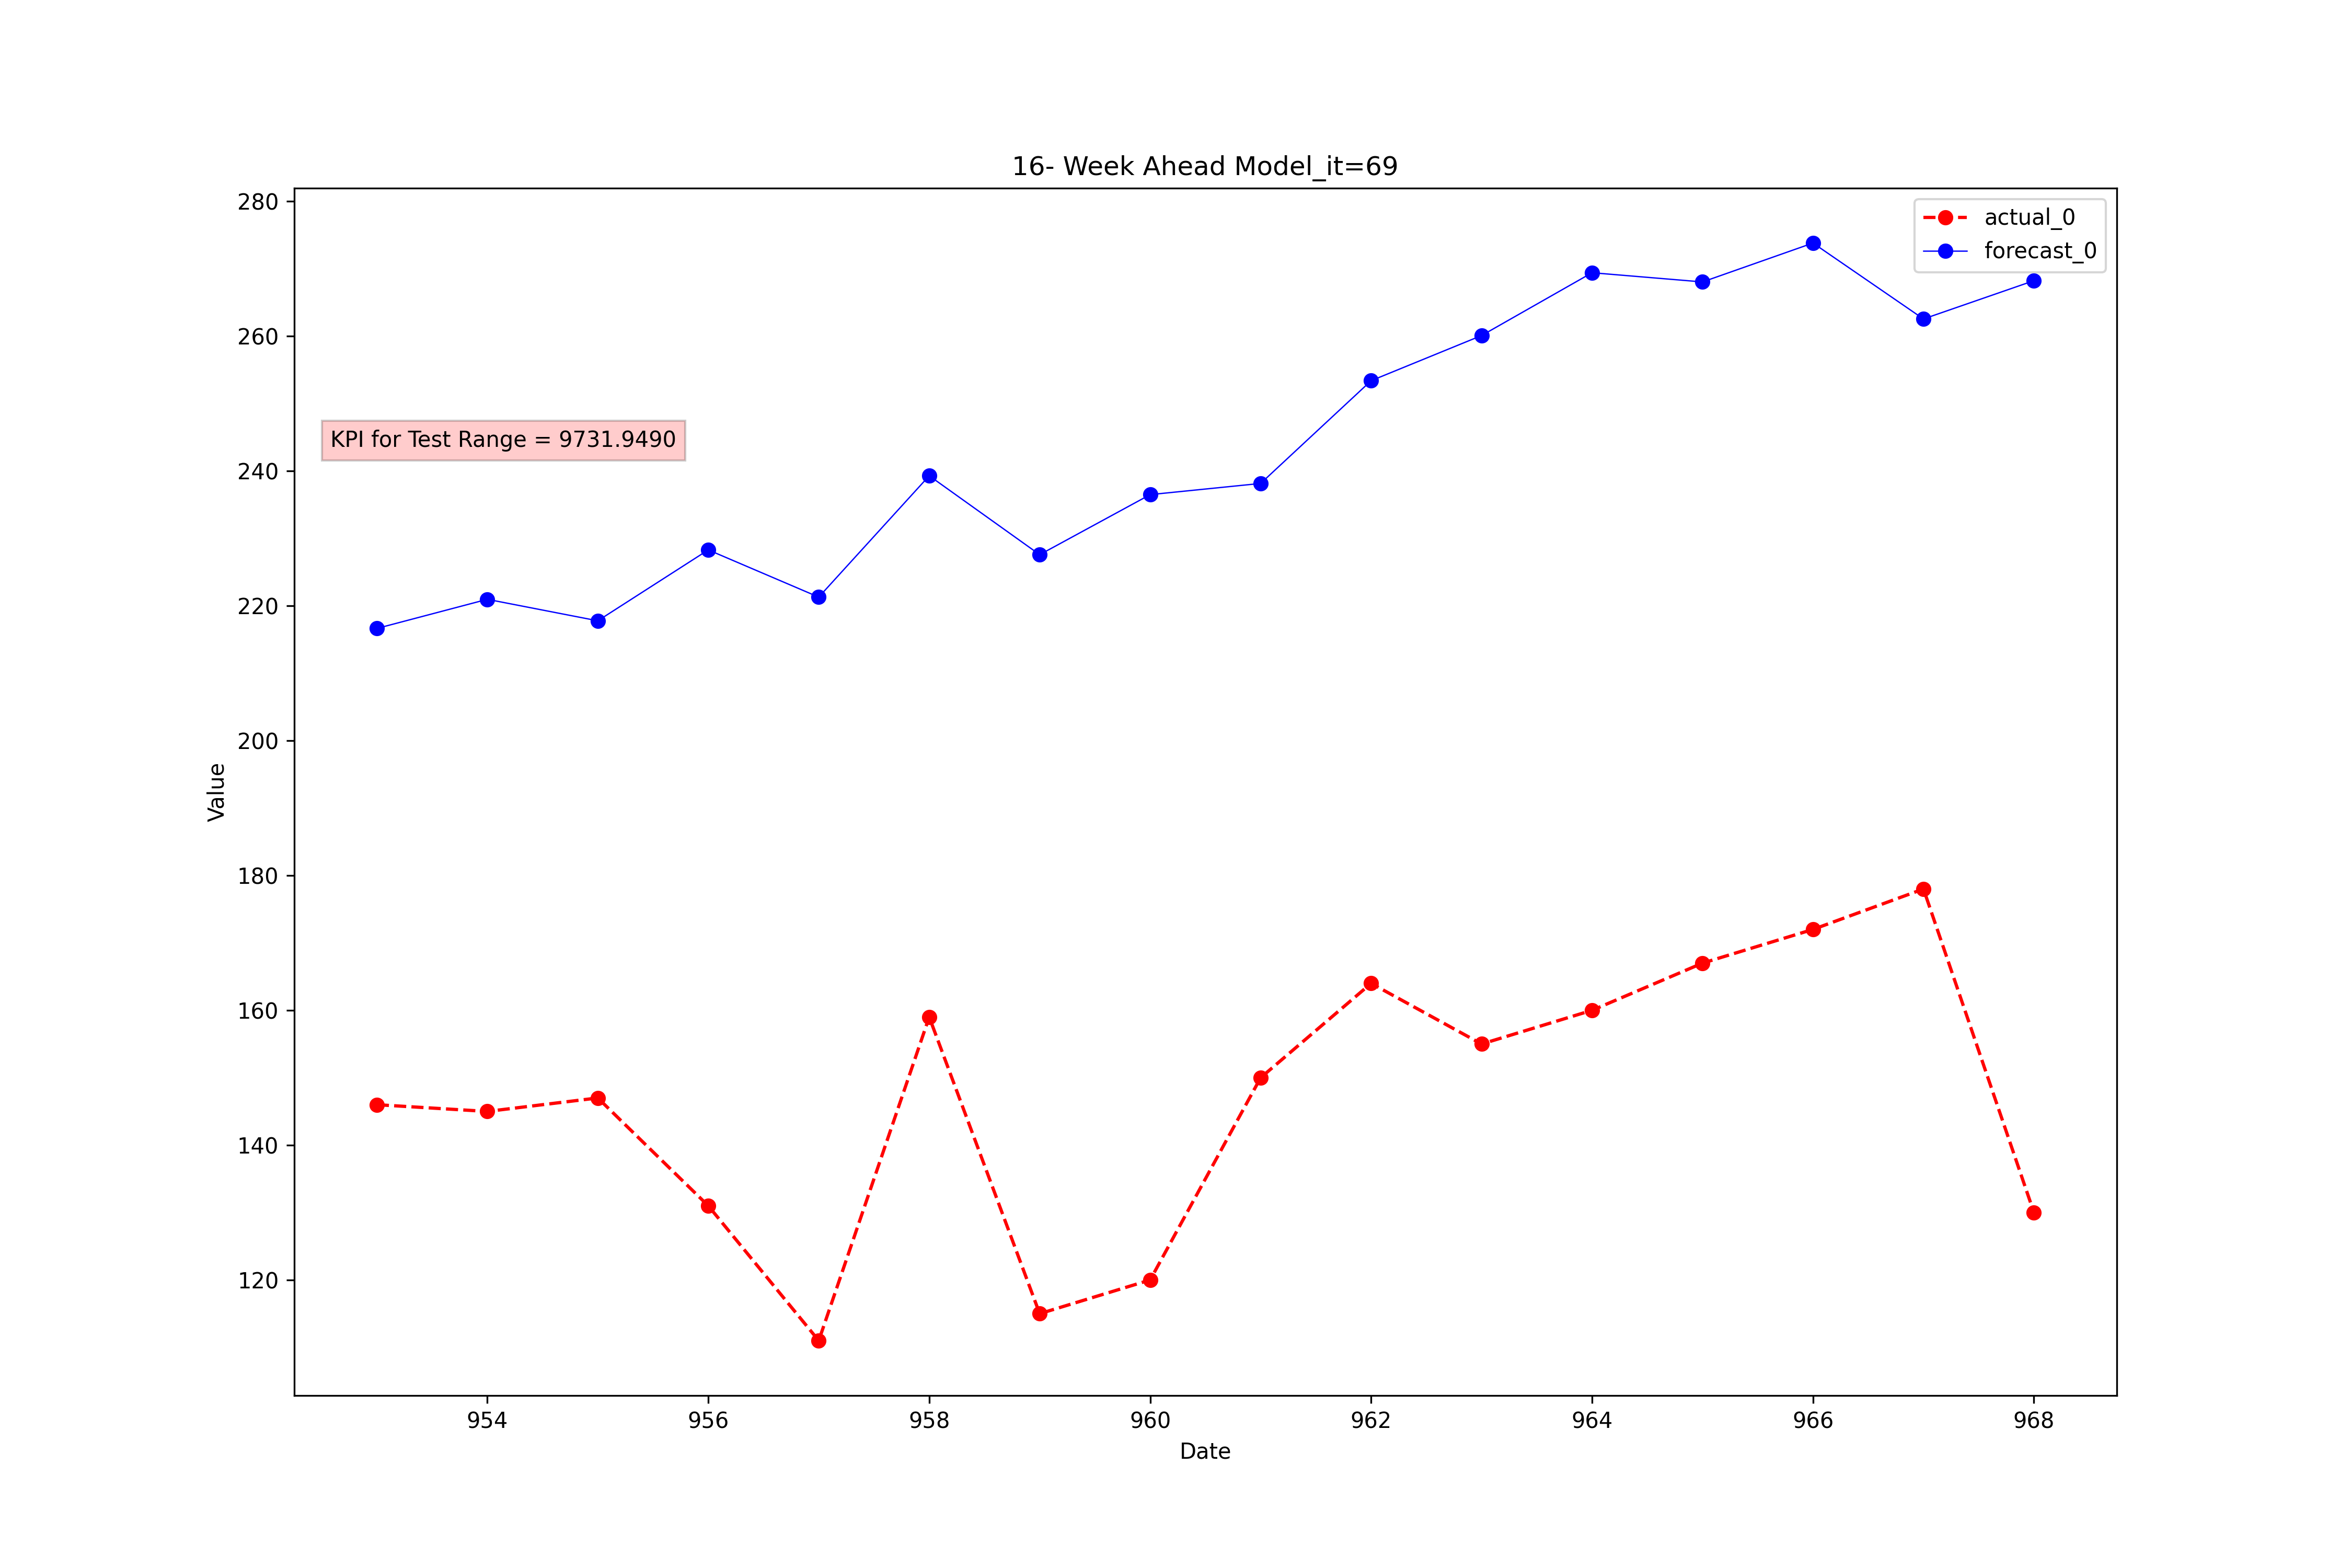 16- Week Ahead Model_it=69
280
260
240
220
200
180
160
140
120
Value
actual_0
forecast_0
KPI for Test Range = 9731.9490
954 956 958 960 962 964 966 968
Date